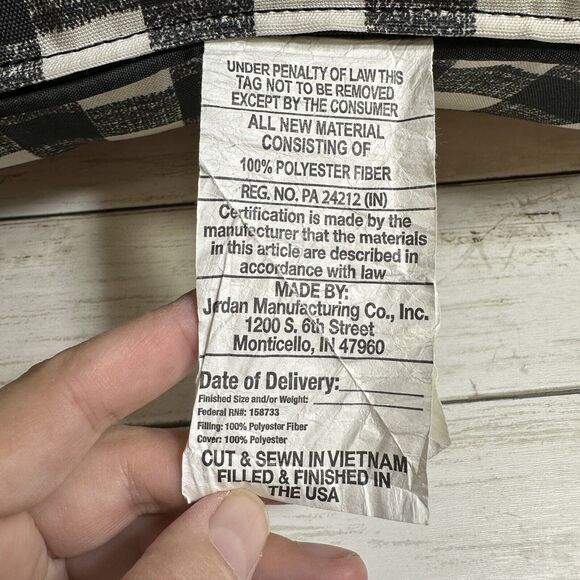 UNDER PENALTY OF LAW THIS
TAG NOT TO BE REMOVED
EXCEPT BY THE CONSUMER
ALL NEW MATERIAL
CONSISTING OF
100% POLYESTER FIBER
REG. NO. PA 24212 (IN)
Certification is made by the
manufacturer that the materials
in this article are described in
accordance with law
MADE BY:
Jordan Manufacturing Co., Inc.
1200 S. 6th Street
Monticello, IN 47960
Date of Delivery:
Finished Size and/or Weight:
Federal RN#: 158733
Filling: 100% Polyester Fiber
Cover: 100% Polyester
CUT & SEWN IN VIETNAM
FILLED & FINISHED IN
THE USA